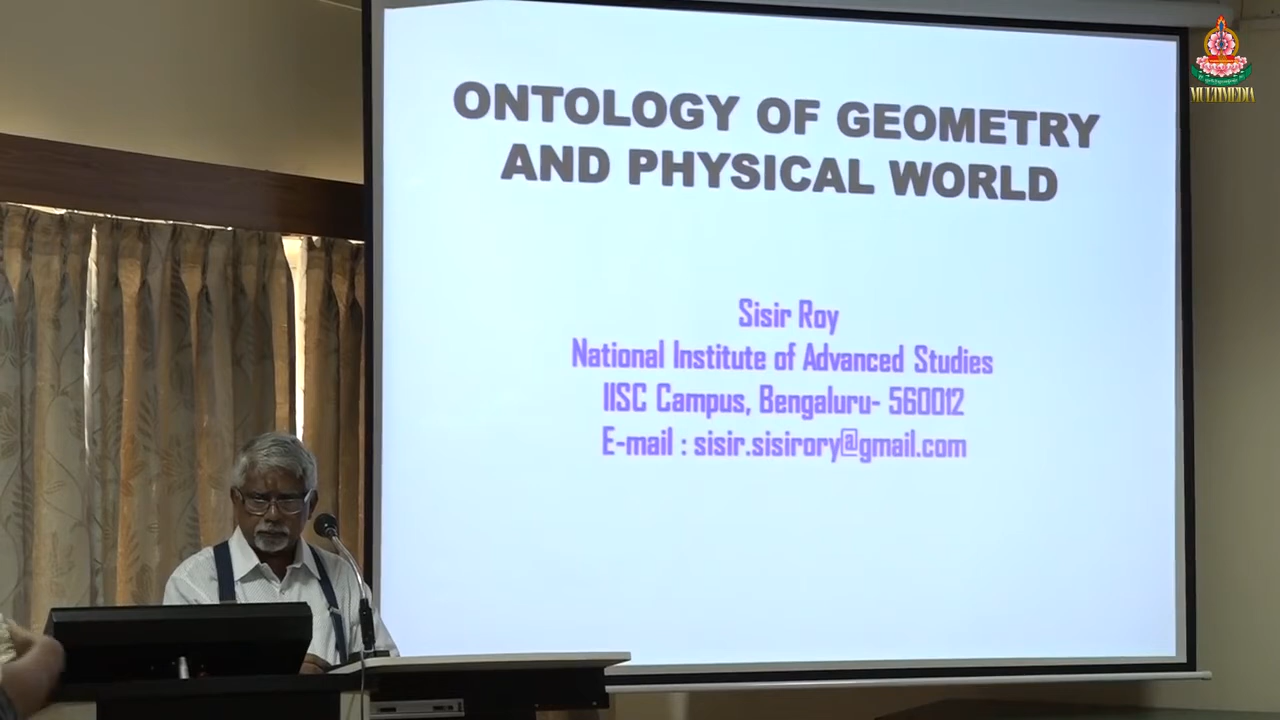 ONTOLOGY OF GEOMETRY
AND PHYSICAL WORLD
Sisir Roy
National Institute of Advanced Studies
IISC Campus, Bengaluru- 560012
E-mail : sisir.sisirory@gmail.com
MULTIMEDIA